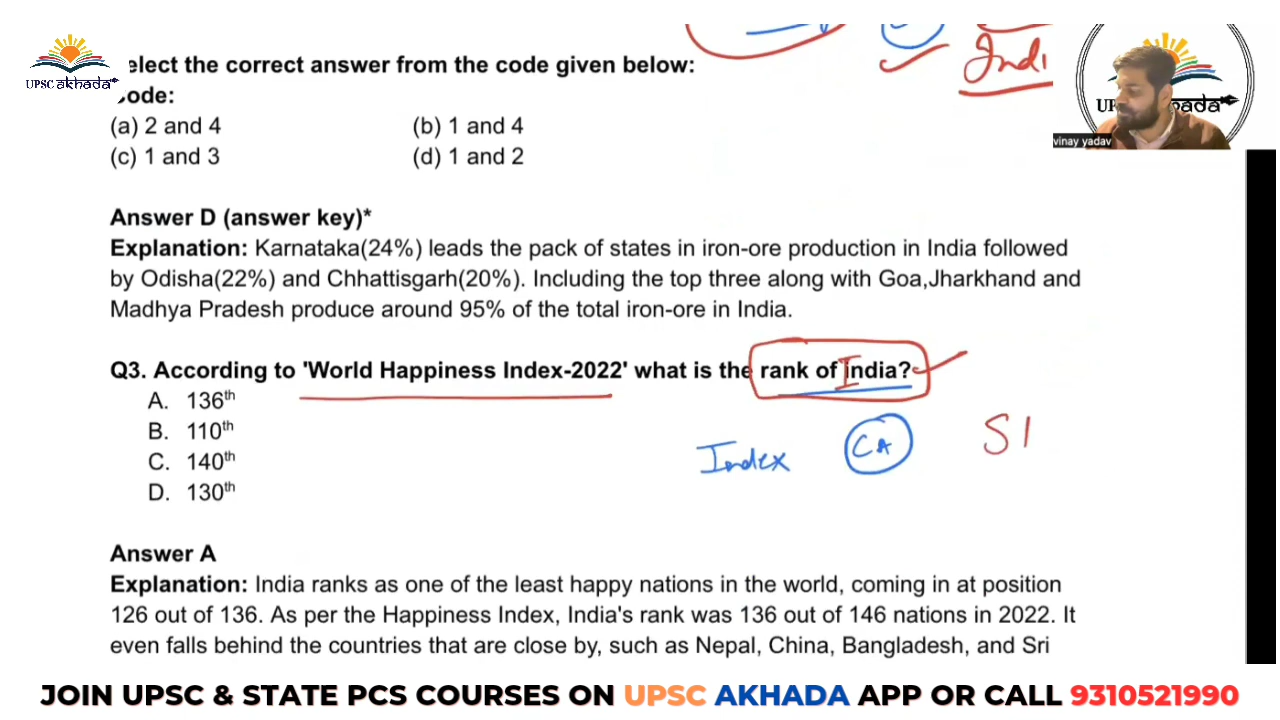 elect the correct answer from the code given below:
UPSC akhada
ode:
(a) 2 and 4 (b) 1 and 4
(c) 1 and 3 (d) 1 and 2
Indi
vinay yadav
Answer D (answer key)*
Explanation: Karnataka(24%) leads the pack of states in iron-ore production in India followed
by Odisha(22%) and Chhattisgarh(20%). Including the top three along with Goa,Jharkhand and
Madhya Pradesh produce around 95% of the total iron-ore in India.
Q3. According to 'World Happiness Index-2022' what is the rank of india?
I
A. 136th
B. 110th
C. 140th
D. 130th
Index CA SI
Answer A
Explanation: India ranks as one of the least happy nations in the world, coming in at position
126 out of 136. As per the Happiness Index, India's rank was 136 out of 146 nations in 2022. It
even falls behind the countries that are close by, such as Nepal, China, Bangladesh, and Sri
JOIN UPSC & STATE PCS COURSES ON UPSC AKHADA APP OR CALL 9310521990